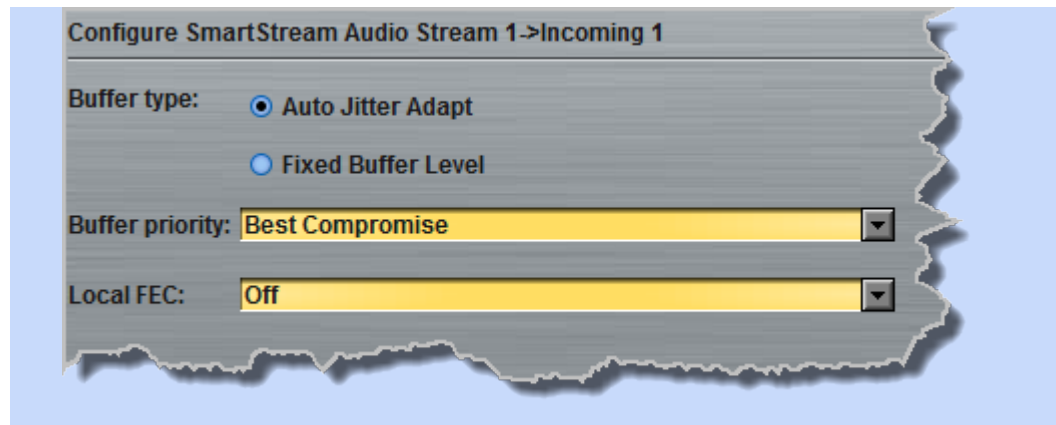 Configure SmartStream Audio Stream 1->Incoming 1
Buffer type:
Auto Jitter Adapt
Fixed Buffer Level
Buffer priority: Best Compromise
Local FEC: Off